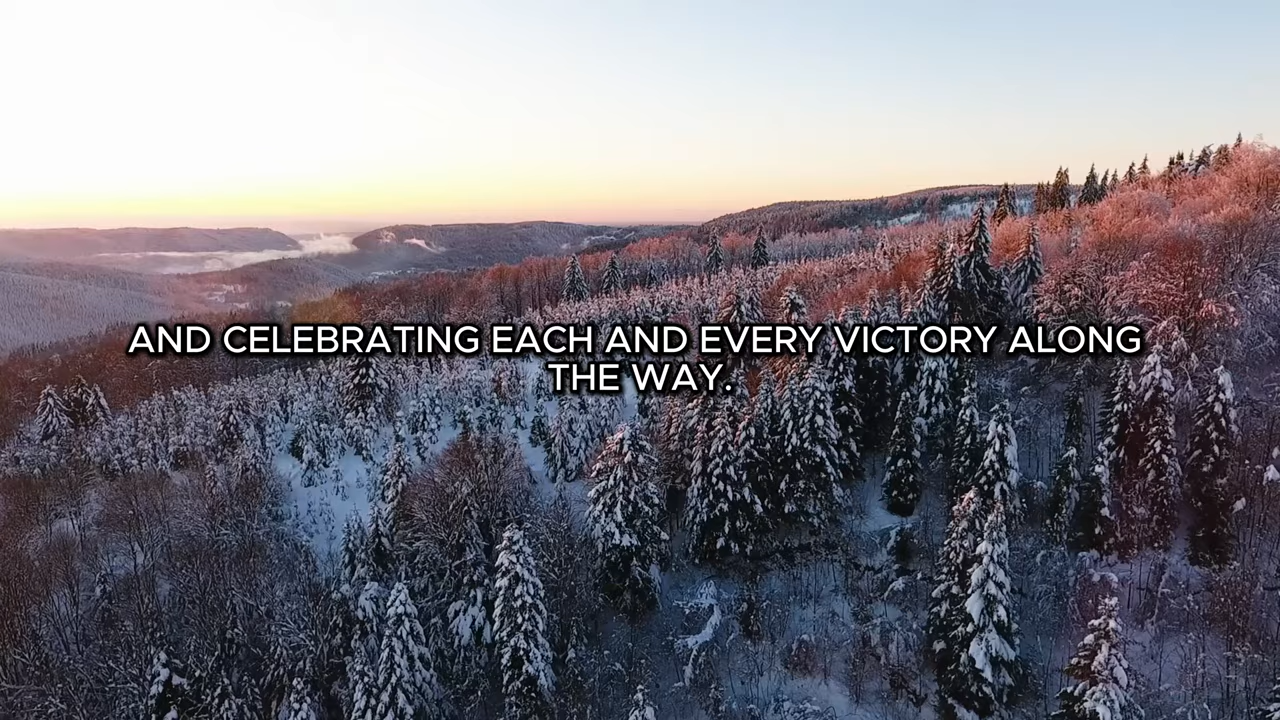 AND CELEBRATING EACH AND EVERY VICTORY ALONG
THE WAY.